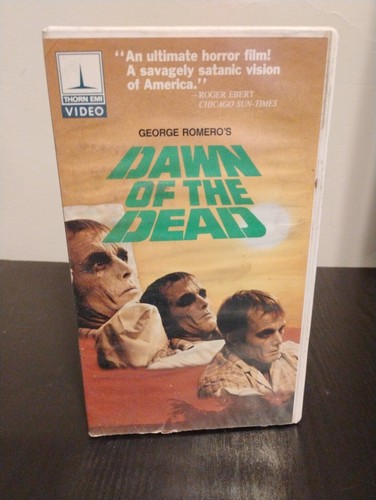 THORN EMI
VIDEO
“An ultimate horror film!
A savagely satanic vision
of America.”
–ROGER EBERT
CHICAGO SUN-TIMES
GEORGE ROMERO'S
DAWN
OF THE
DEAD